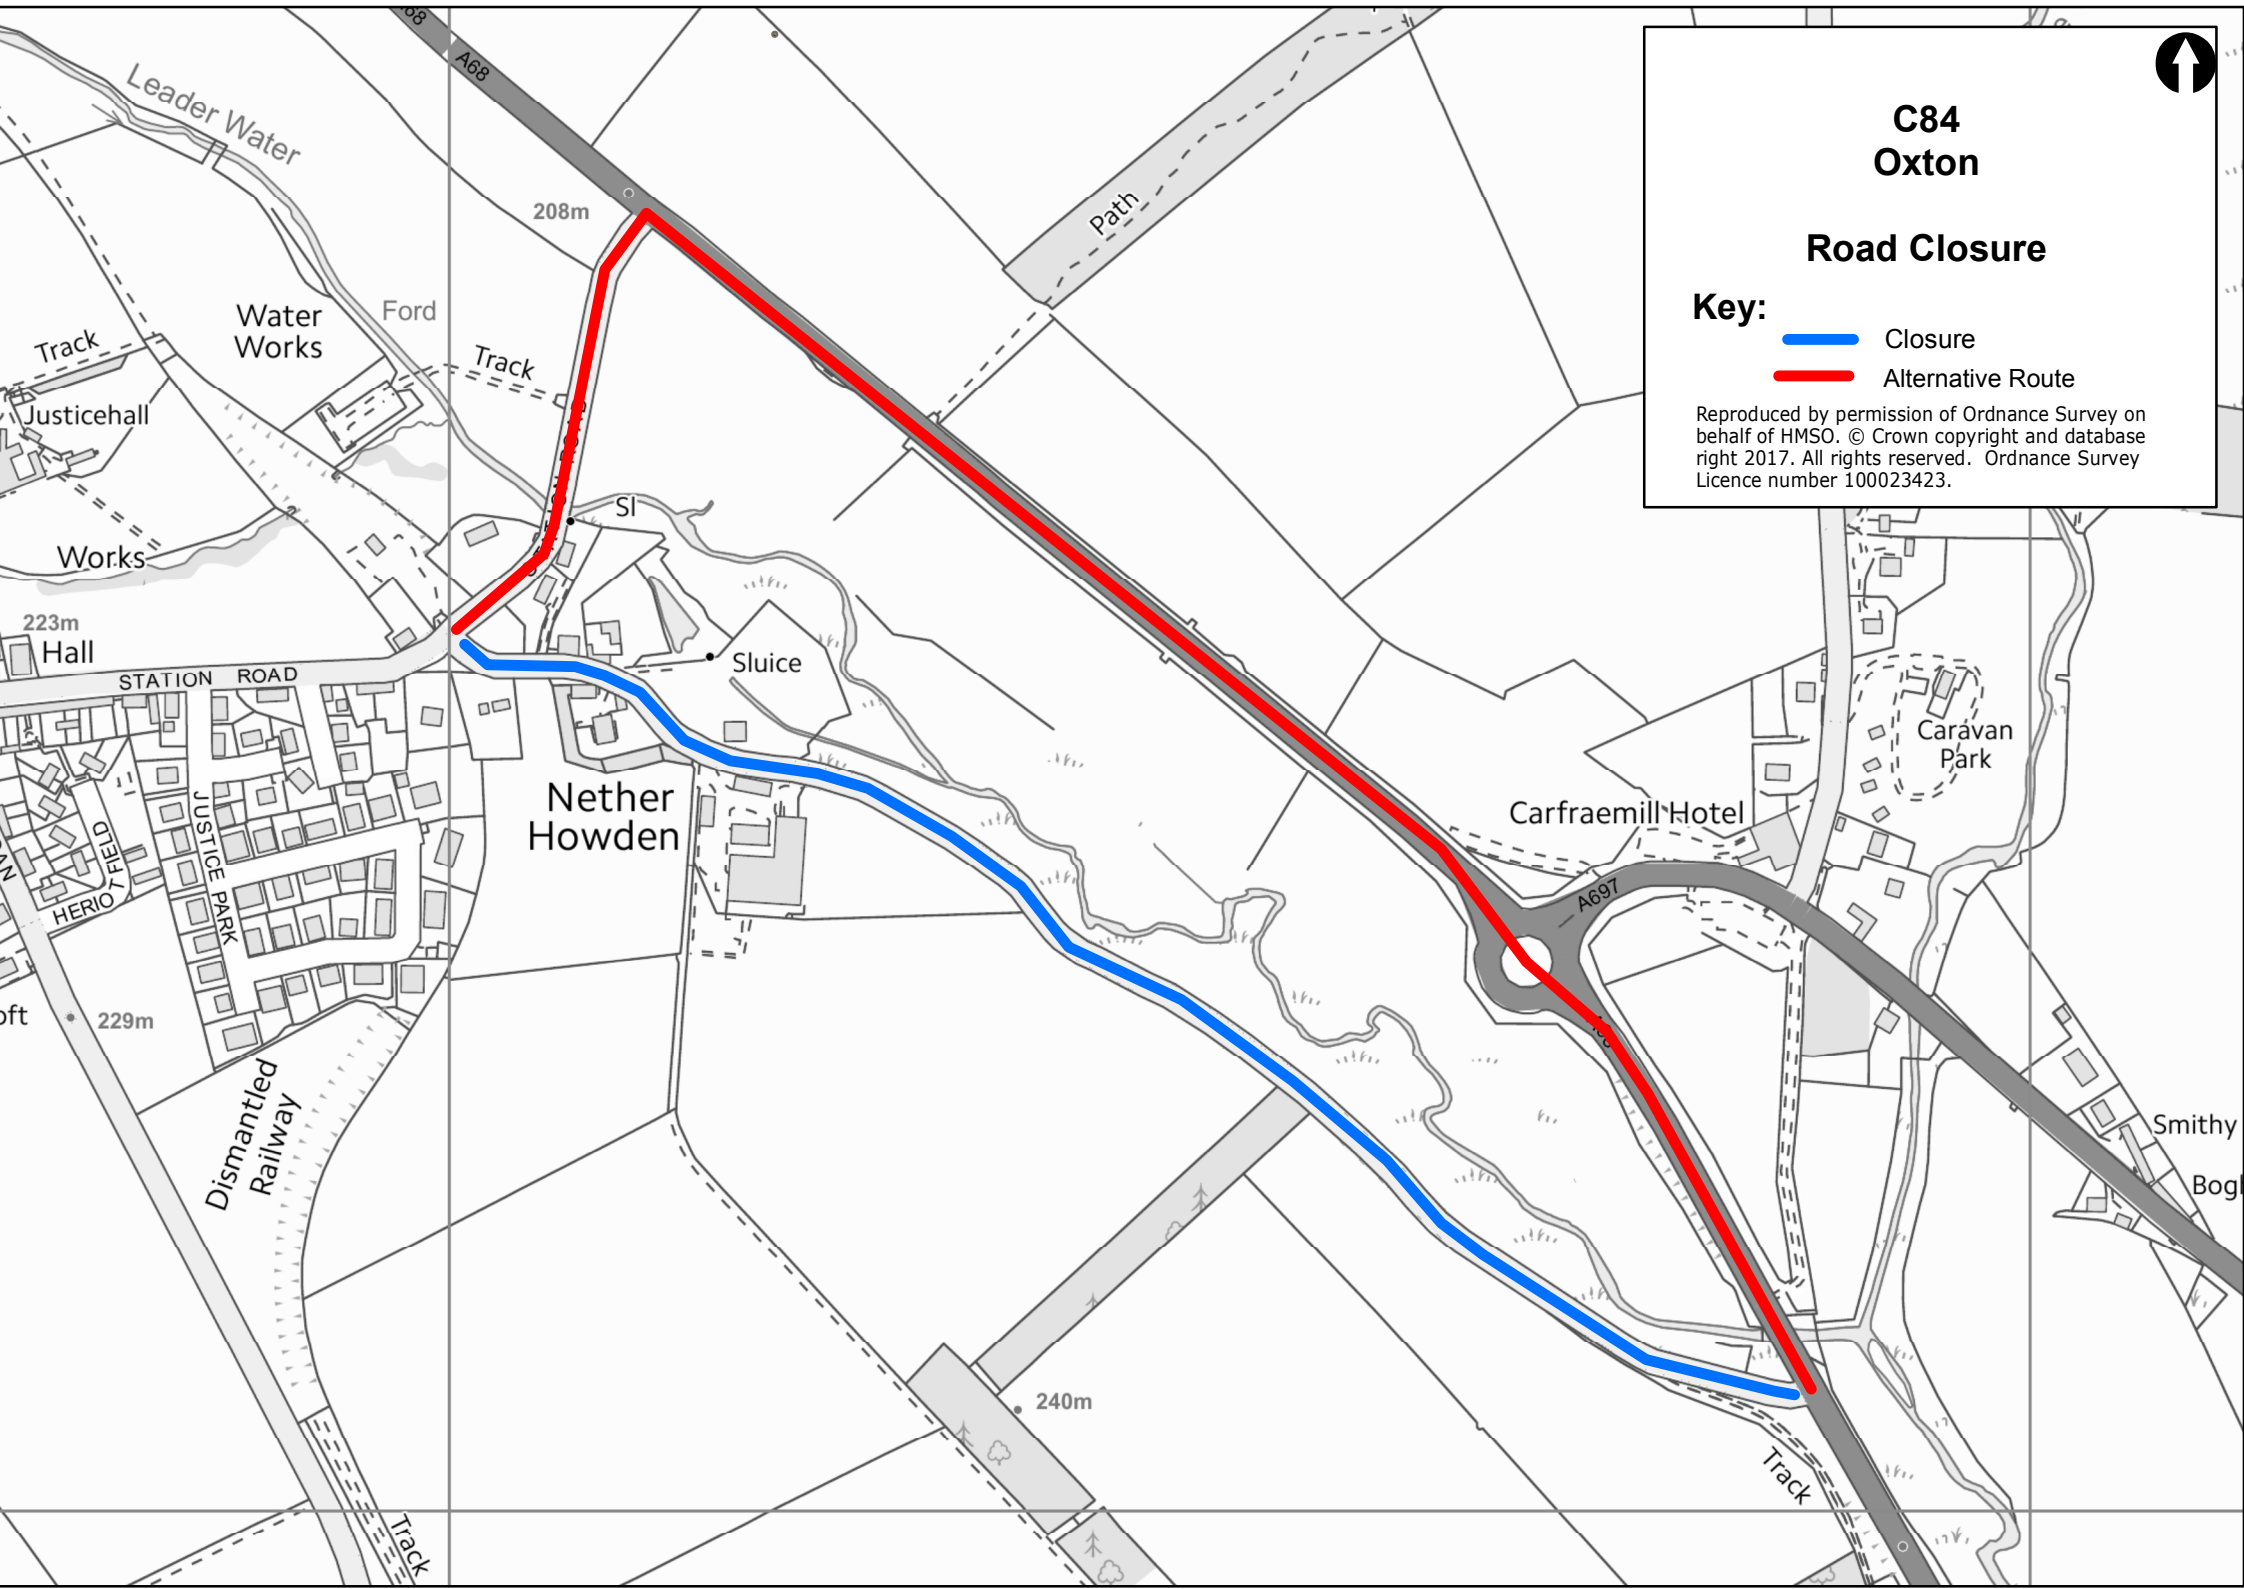 A68
Leader Water
208m
Path
C84
Oxton
Road Closure
Key:
Closure
Alternative Route
Reproduced by permission of Ordnance Survey on
behalf of HMSO. © Crown copyright and database
right 2017. All rights reserved. Ordnance Survey
Licence number 100023423.
Water
Works
Ford
Track
Track
Justicehall
SI
Works
223m
Hall
STATION ROAD
Sluice
Caravan
Park
Nether
Howden
Carfraemill Hotel
JUSTICE PARK
A697
229m
Dismantled
Railway
Smithy
240m
Track
Track